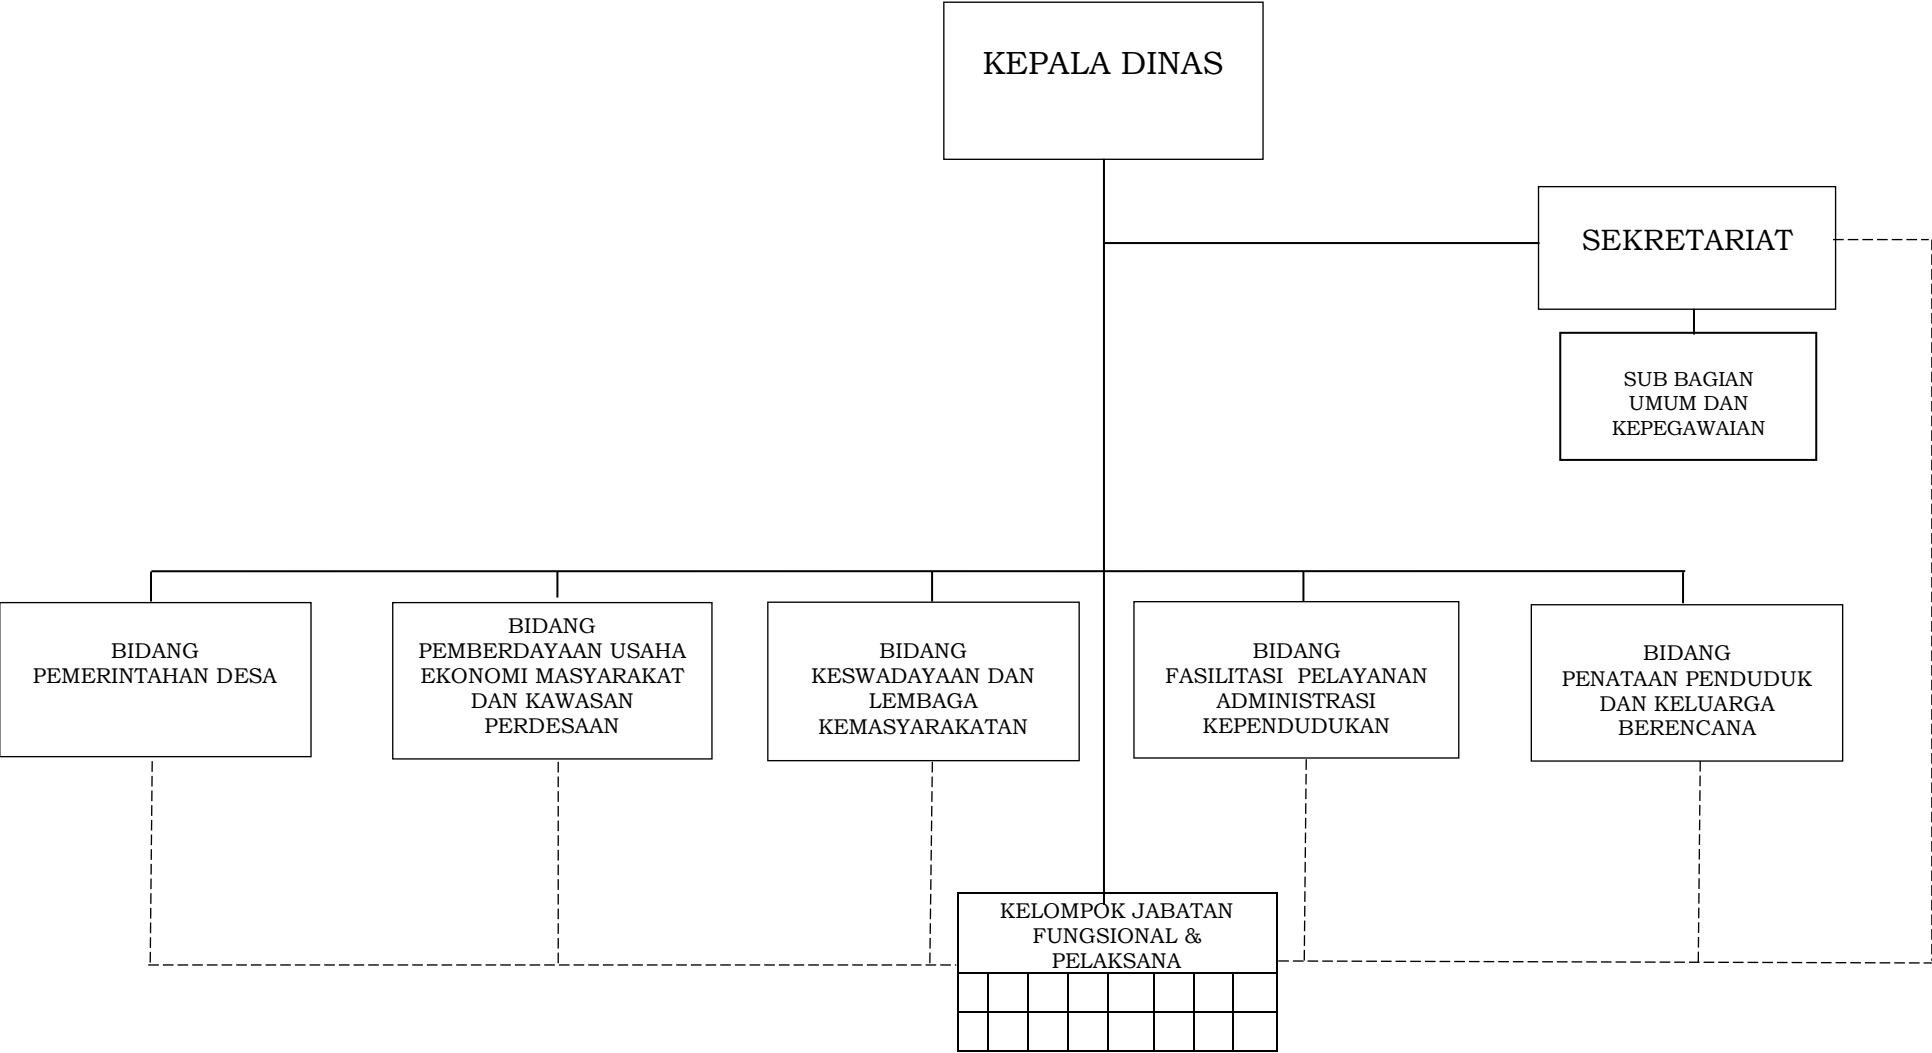 KEPALA DINAS
SEKRETARIAT
SUB BAGIAN
UMUM DAN
KEPEGAWAIAN
BIDANG
PEMERINTAHAN DESA
BIDANG
PEMBERDAYAAN USAHA
EKONOMI MASYARAKAT
DAN KAWASAN
PERDESAAN
BIDANG
KESWADAYAAN DAN
LEMBAGA
KEMASYARAKATAN
BIDANG
FASILITASI  PELAYANAN
ADMINISTRASI
KEPENDUDUKAN
BIDANG
PENATAAN PENDUDUK
DAN KELUARGA
BERENCANA
KELOMPOK JABATAN
FUNGSIONAL &
PELAKSANA